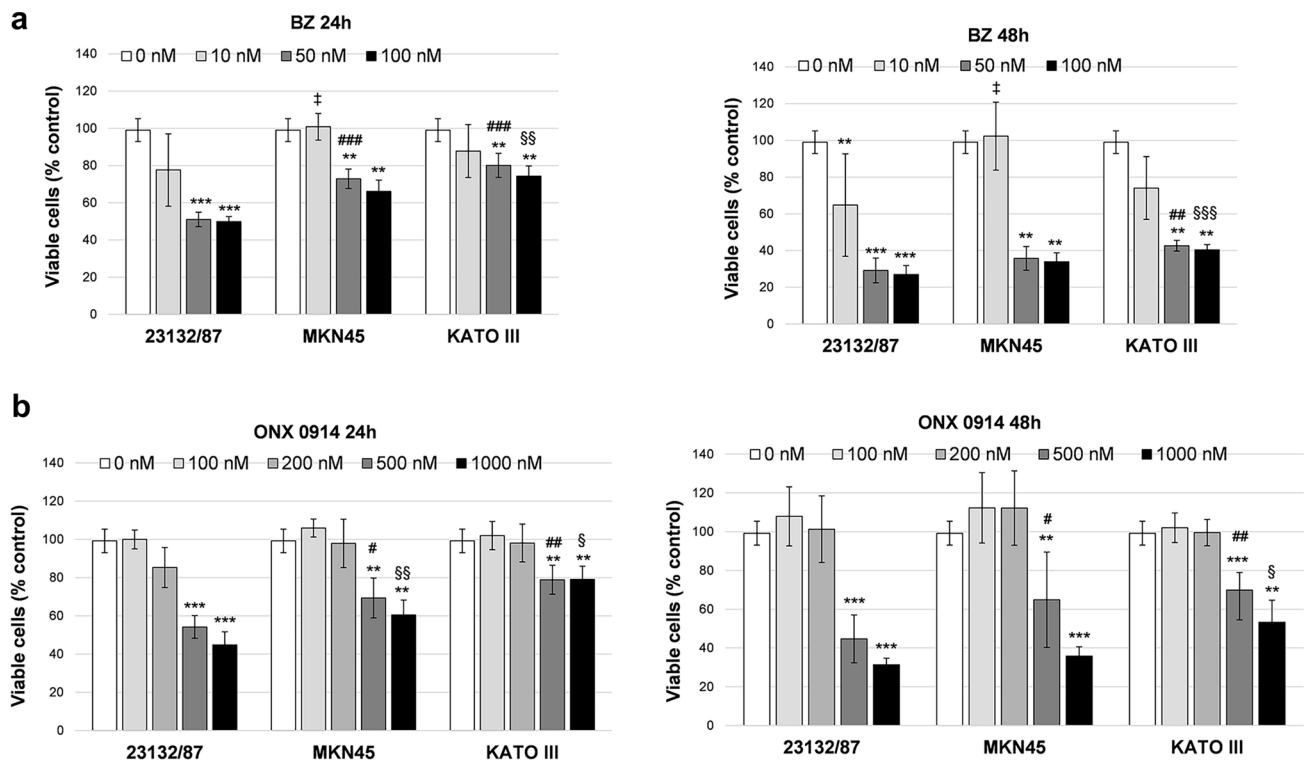 a
BZ 24h
0 nM 10 nM 50 nM 100 nM
Viable cells (% control)
140
120
100
80
60
40
20
0
*** ***
‡ ### ** **
### ** §§ **
23132/87 MKN45 KATO III
BZ 48h
0 nM 10 nM 50 nM 100 nM
Viable cells (% control)
140
120
100
80
60
40
20
0
** *** ***
‡ ** **
## ** §§§ **
23132/87 MKN45 KATO III
b
ONX 0914 24h
0 nM 100 nM 200 nM 500 nM 1000 nM
Viable cells (% control)
140
120
100
80
60
40
20
0
*** ***
# ** §§ **
## ** § **
23132/87 MKN45 KATO III
ONX 0914 48h
0 nM 100 nM 200 nM 500 nM 1000 nM
Viable cells (% control)
140
120
100
80
60
40
20
0
*** ***
# ** ***
## *** § **
23132/87 MKN45 KATO III